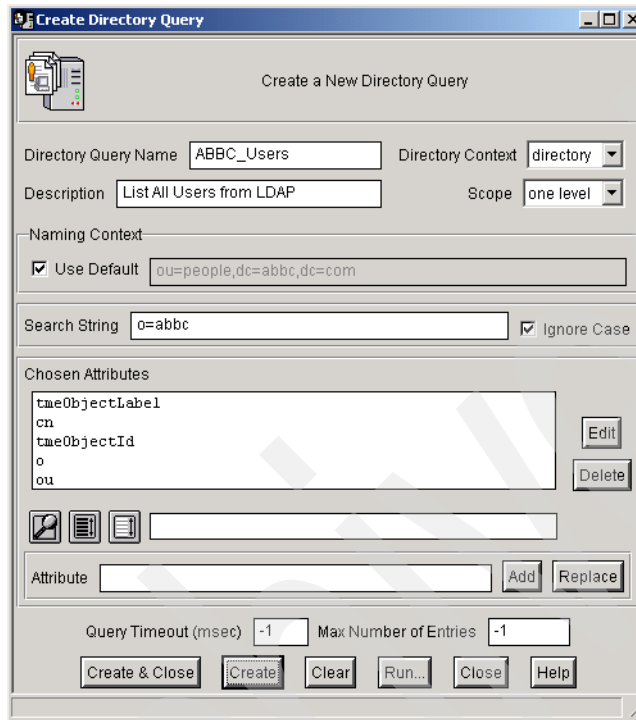 Create Directory Query
Create a New Directory Query
Directory Query Name ABBC_Users Directory Context directory
Description List All Users from LDAP Scope one level
Naming Context
Use Default ou=people,dc=abbc,dc=com
Search String o=abbc Ignore Case
Chosen Attributes
tmeObjectLabel
cn
tmeObjectId
o
ou
Edit
Delete
Attribute Add Replace
Query Timeout (msec) -1 Max Number of Entries -1
Create & Close Create Clear Run... Close Help